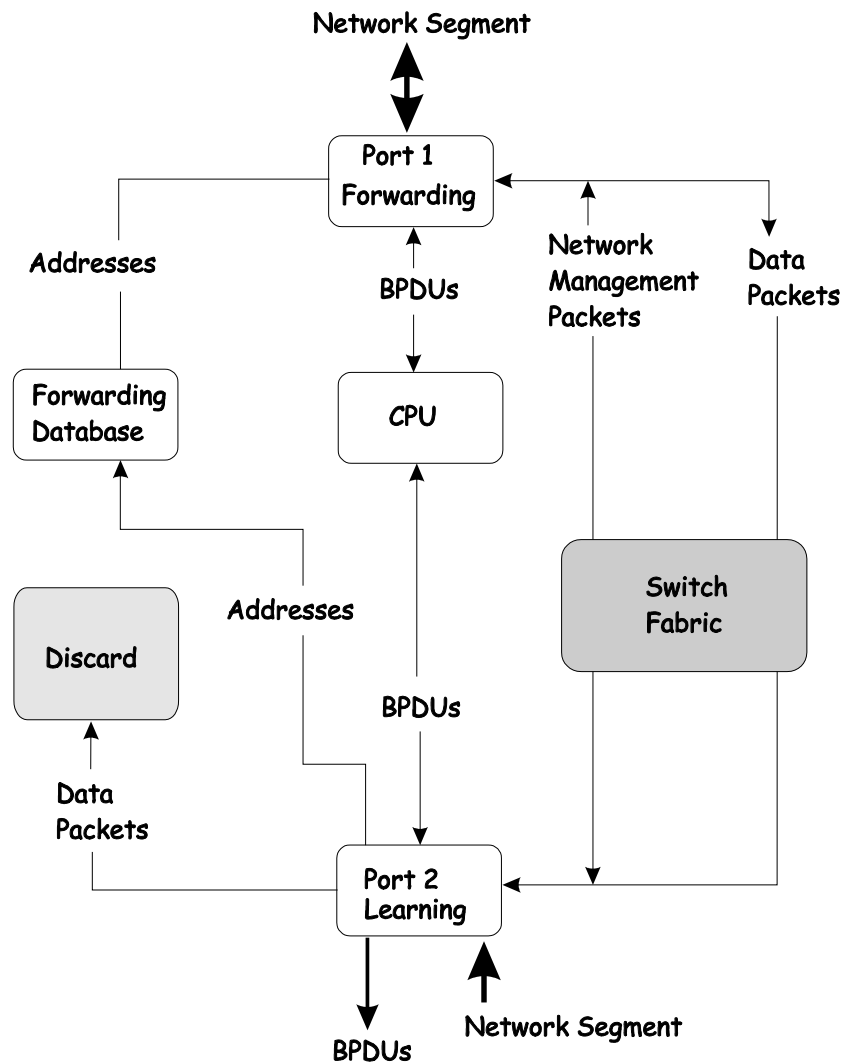 Network Segment
Port 1
Forwarding
Addresses
BPDUs
Network
Management
Packets
Data
Packets
Forwarding
Database
CPU
Switch
Fabric
Addresses
Discard
BPDUs
Data
Packets
Port 2
Learning
Network Segment
BPDUs